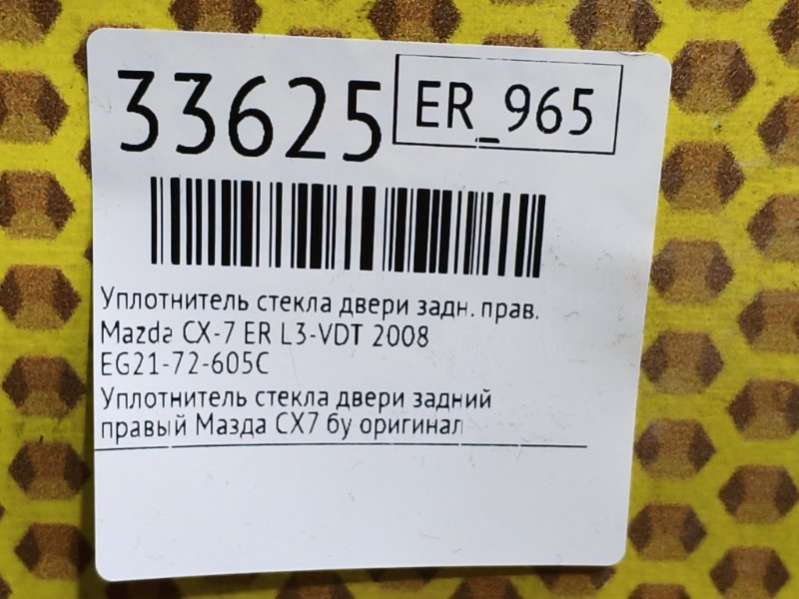 33625
ER_965
Уплотнитель стекла двери задн. прав.
Mazda CX-7 ER L3-VDT 2008
EG21-72-605C
Уплотнитель стекла двери задний
правый Мазда СХ7 бу оригинал